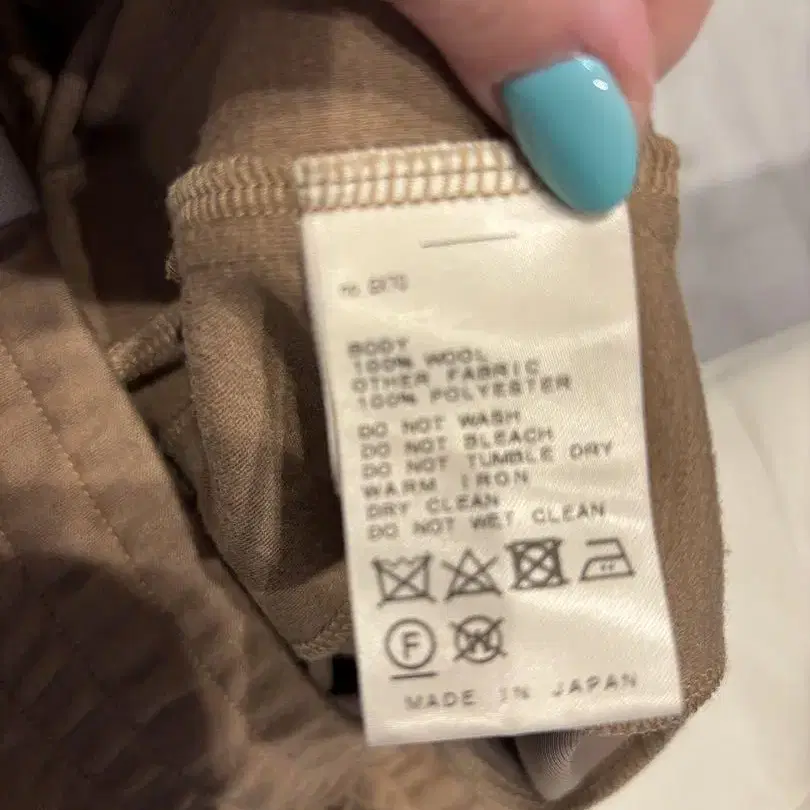 BODY
100% WOOL
OTHER FABRIC
100% POLYESTER
DO NOT WASH
DO NOT BLEACH
DO NOT TUMBLE DRY
WARM IRON
DRY CLEAN
DO NOT WET CLEAN
F W
MADE IN JAPAN